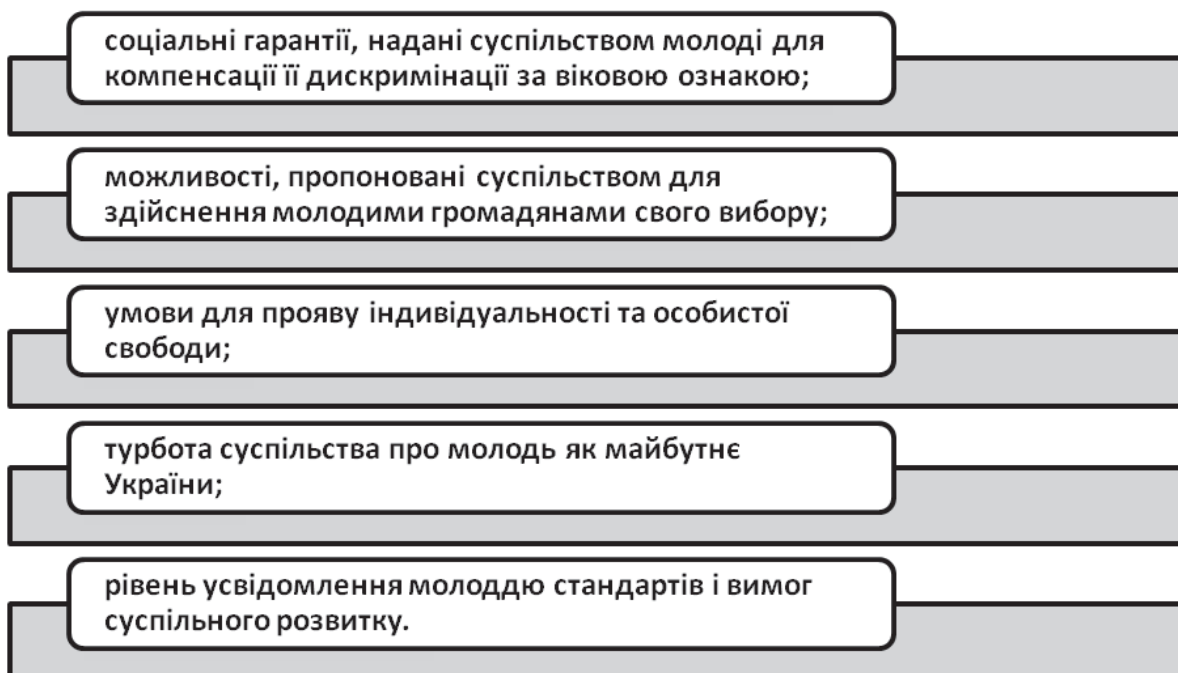 соціальні гарантії, надані суспільством молоді для
компенсації її дискримінації за віковою ознакою;
можливості, пропоновані суспільством для
здійснення молодими громадянами свого вибору;
умови для прояву індивідуальності та особистої
свободи;
турбота суспільства про молодь як майбутнє
України;
рівень усвідомлення молоддю стандартів і вимог
суспільного розвитку.